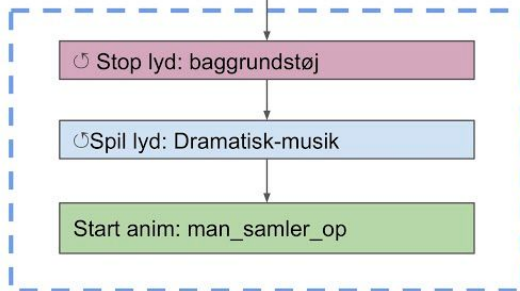 ↺ Stop lyd: baggrundstøj
↺Spil lyd: Dramatisk-musik
Start anim: man_samler_op